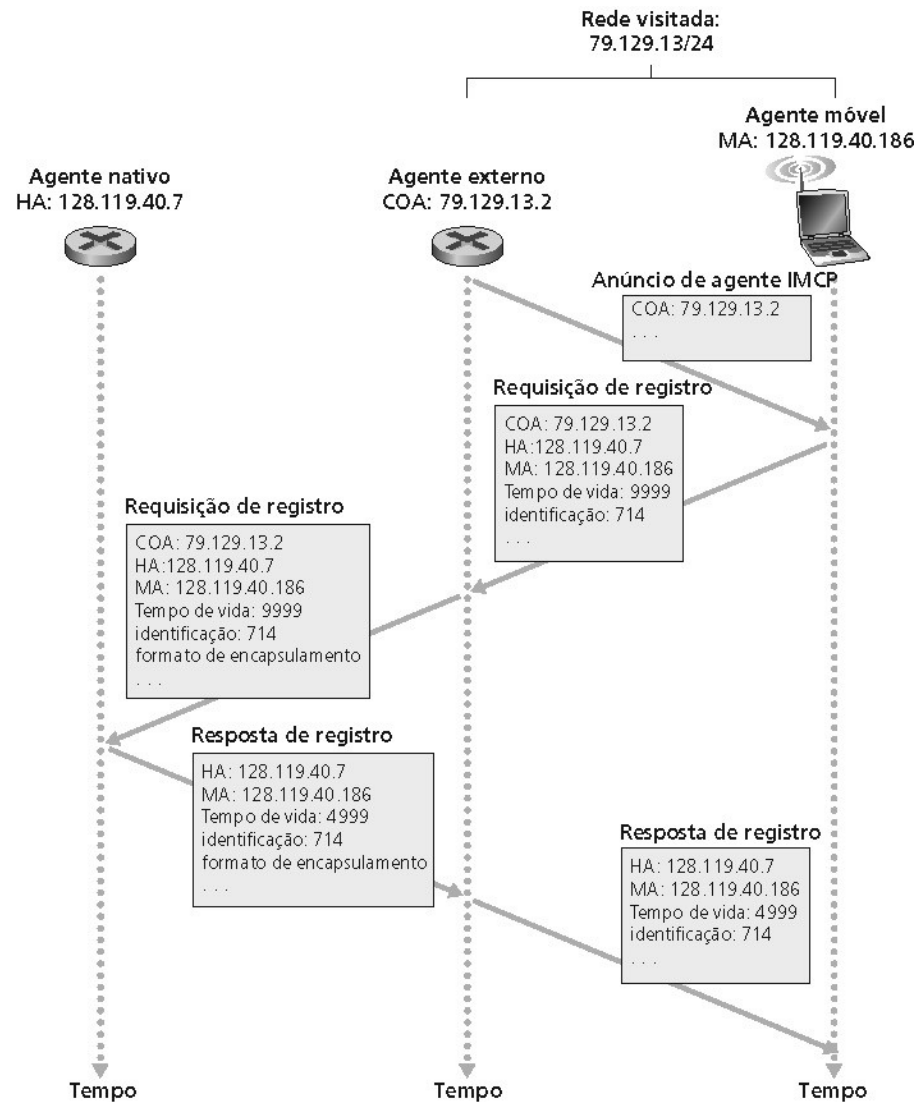 Rede visitada:
79.129.13/24
Agente móvel
MA: 128.119.40.186
Agente nativo
HA: 128.119.40.7
Agente externo
COA: 79.129.13.2
Anúncio de agente IMCP
COA: 79.129.13.2
. . .
Requisição de registro
COA: 79.129.13.2
HA:128.119.40.7
MA: 128.119.40.186
Tempo de vida: 9999
identificação: 714
. . .
Requisição de registro
COA: 79.129.13.2
HA:128.119.40.7
MA: 128.119.40.186
Tempo de vida: 9999
identificação: 714
formato de encapsulamento
. . .
Resposta de registro
HA: 128.119.40.7
MA: 128.119.40.186
Tempo de vida: 4999
identificação: 714
formato de encapsulamento
. . .
Resposta de registro
HA: 128.119.40.7
MA: 128.119.40.186
Tempo de vida: 4999
identificação: 714
. . .
Tempo
Tempo
Tempo